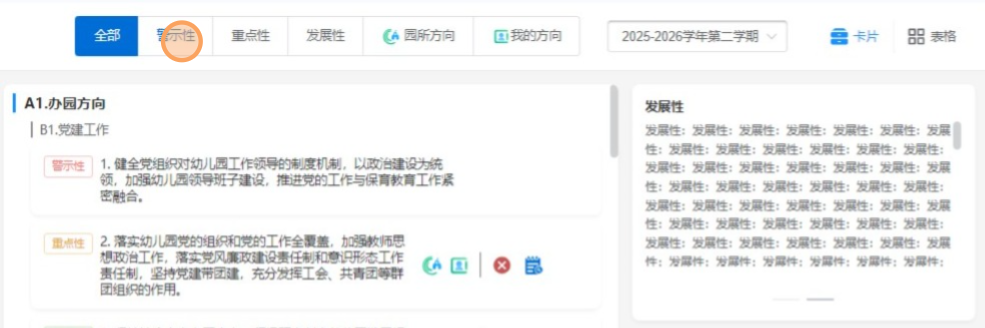 全部 警示性 重点性 发展性 园所方向 我的方向 2025-2026学年第二学期 卡片 表格
A1.办园方向
B1.党建工作
警示性 1. 健全党组织对幼儿园工作领导的制度机制，以政治建设为统
领，加强幼儿园领导班子建设，推进党的工作与保育教育工作紧
密融合。
重点性 2. 落实幼儿园党的组织和党的工作全覆盖，加强教师思
想政治工作，落实党风廉政建设责任制和意识形态工作
责任制，坚持党建带团建，充分发挥工会、共青团等群
团组织的作用。
发展性
发展性：发展性：发展性：发展性：发展性：发展性：发展
性：发展性：发展性：发展性：发展性：发展性：发展性：
发展性：发展性：发展性：发展性：发展性：发展性：发展
性：发展性：发展性：发展性：发展性：发展性：发展性：
发展性：发展性：发展性：发展性：发展性：发展性：发展
性：发展性：发展性：发展性：发展性：发展性：发展性：
发展性：发展性：发展性：发展性：发展性：发展性：发展
性：发展性：发展性：发展性：发展性：发展性：发展性：